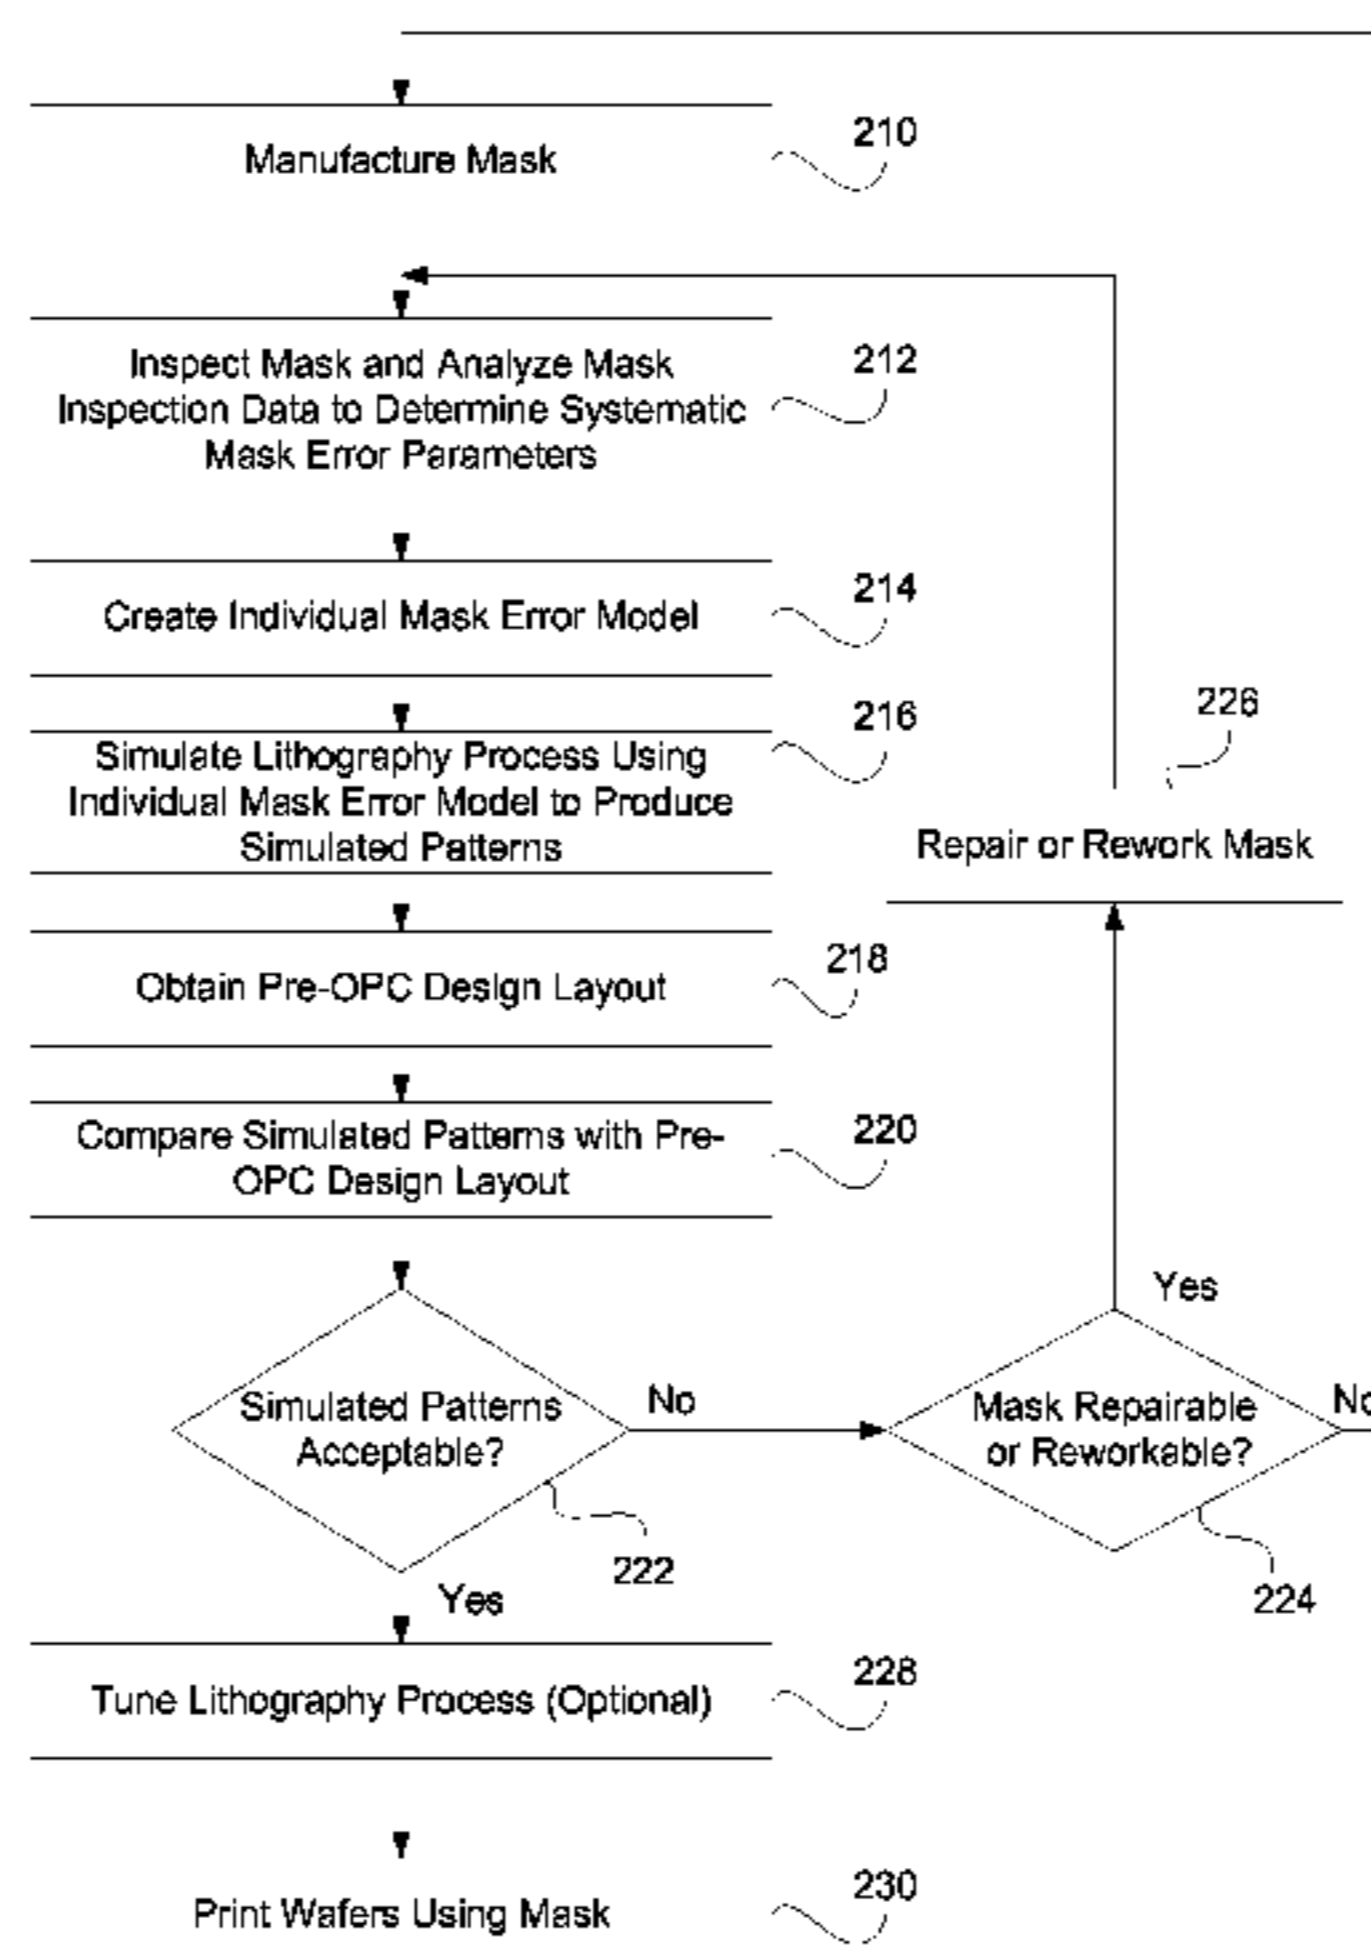 210
Manufacture Mask
Inspect Mask and Analyze Mask
Inspection Data to Determine Systematic
Mask Error Parameters
212
Create Individual Mask Error Model
214
Simulate Lithography Process Using
Individual Mask Error Model to Produce
Simulated Patterns
216
226
Repair or Rework Mask
Obtain Pre-OPC Design Layout
218
Compare Simulated Patterns with Pre-
OPC Design Layout
220
Simulated Patterns
Acceptable?
No
222
Yes
Mask Repairable
or Reworkable?
Yes
No
224
Tune Lithography Process (Optional)
228
Print Wafers Using Mask
230